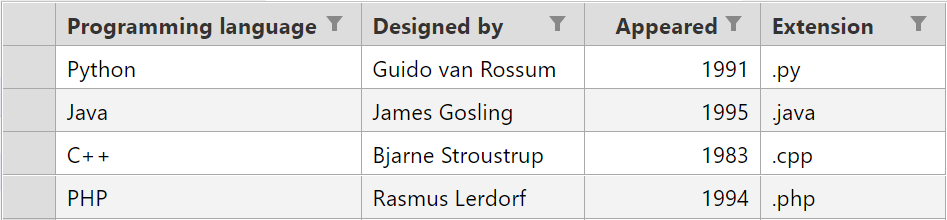 Programming language Designed by Appeared Extension
Python Guido van Rossum 1991 .py
Java James Gosling 1995 .java
C++ Bjarne Stroustrup 1983 .cpp
PHP Rasmus Lerdorf 1994 .php